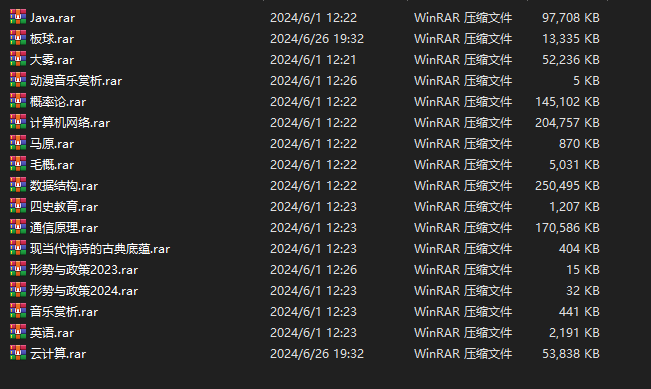 Java.rar 2024/6/1 12:22 WinRAR 压缩文件 97,708 KB
板球.rar 2024/6/26 19:32 WinRAR 压缩文件 13,335 KB
大雾.rar 2024/6/1 12:21 WinRAR 压缩文件 52,236 KB
动漫音乐赏析.rar 2024/6/1 12:26 WinRAR 压缩文件 5 KB
概率论.rar 2024/6/1 12:22 WinRAR 压缩文件 145,102 KB
计算机网络.rar 2024/6/1 12:22 WinRAR 压缩文件 204,757 KB
马原.rar 2024/6/1 12:22 WinRAR 压缩文件 870 KB
毛概.rar 2024/6/1 12:22 WinRAR 压缩文件 5,031 KB
数据结构.rar 2024/6/1 12:22 WinRAR 压缩文件 250,495 KB
四史教育.rar 2024/6/1 12:23 WinRAR 压缩文件 1,207 KB
通信原理.rar 2024/6/1 12:23 WinRAR 压缩文件 170,586 KB
现当代情诗的古典底蕴.rar 2024/6/1 12:23 WinRAR 压缩文件 404 KB
形势与政策2023.rar 2024/6/1 12:26 WinRAR 压缩文件 15 KB
形势与政策2024.rar 2024/6/1 12:23 WinRAR 压缩文件 32 KB
音乐赏析.rar 2024/6/1 12:23 WinRAR 压缩文件 441 KB
英语.rar 2024/6/1 12:23 WinRAR 压缩文件 2,191 KB
云计算.rar 2024/6/26 19:32 WinRAR 压缩文件 53,838 KB